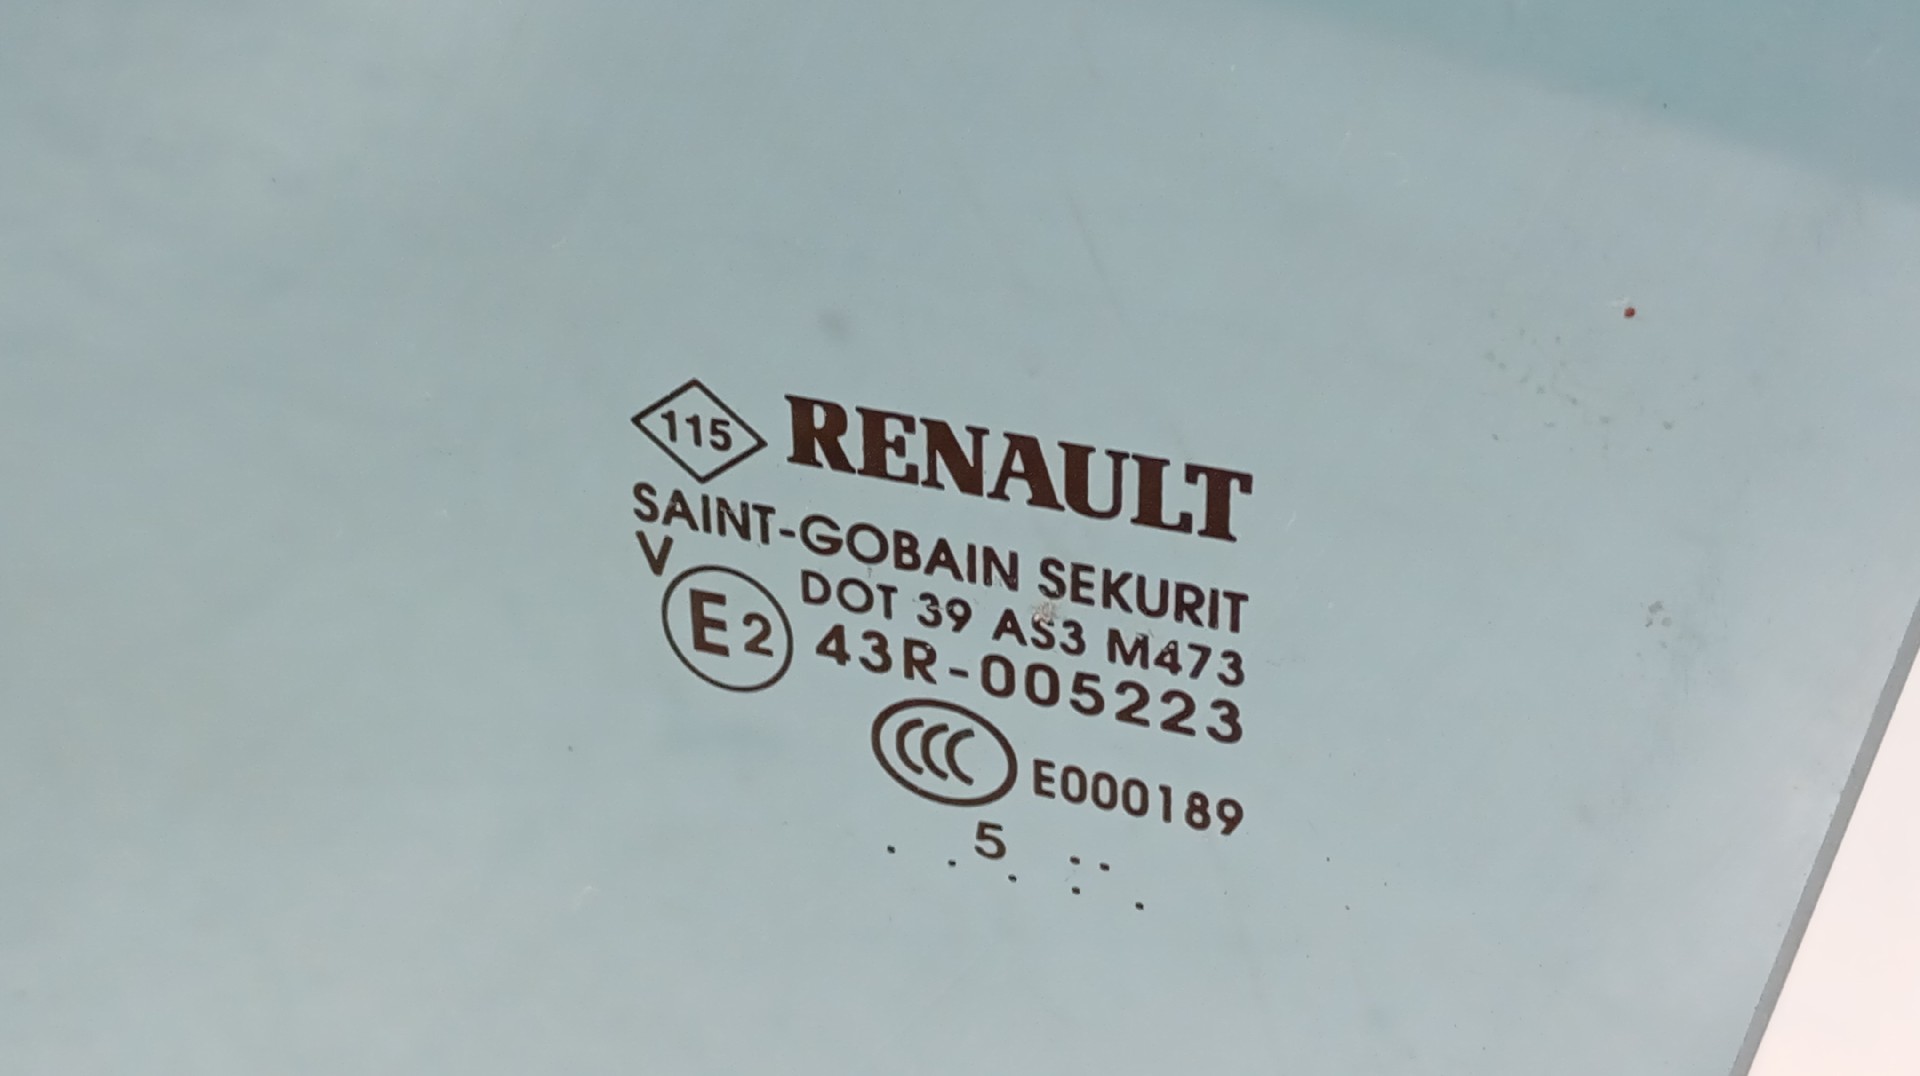 115 RENAULT
SAINT-GOBAIN SEKURIT
V
DOT 39 AS3 M473
E2 43R-005223
CCC E000189
5